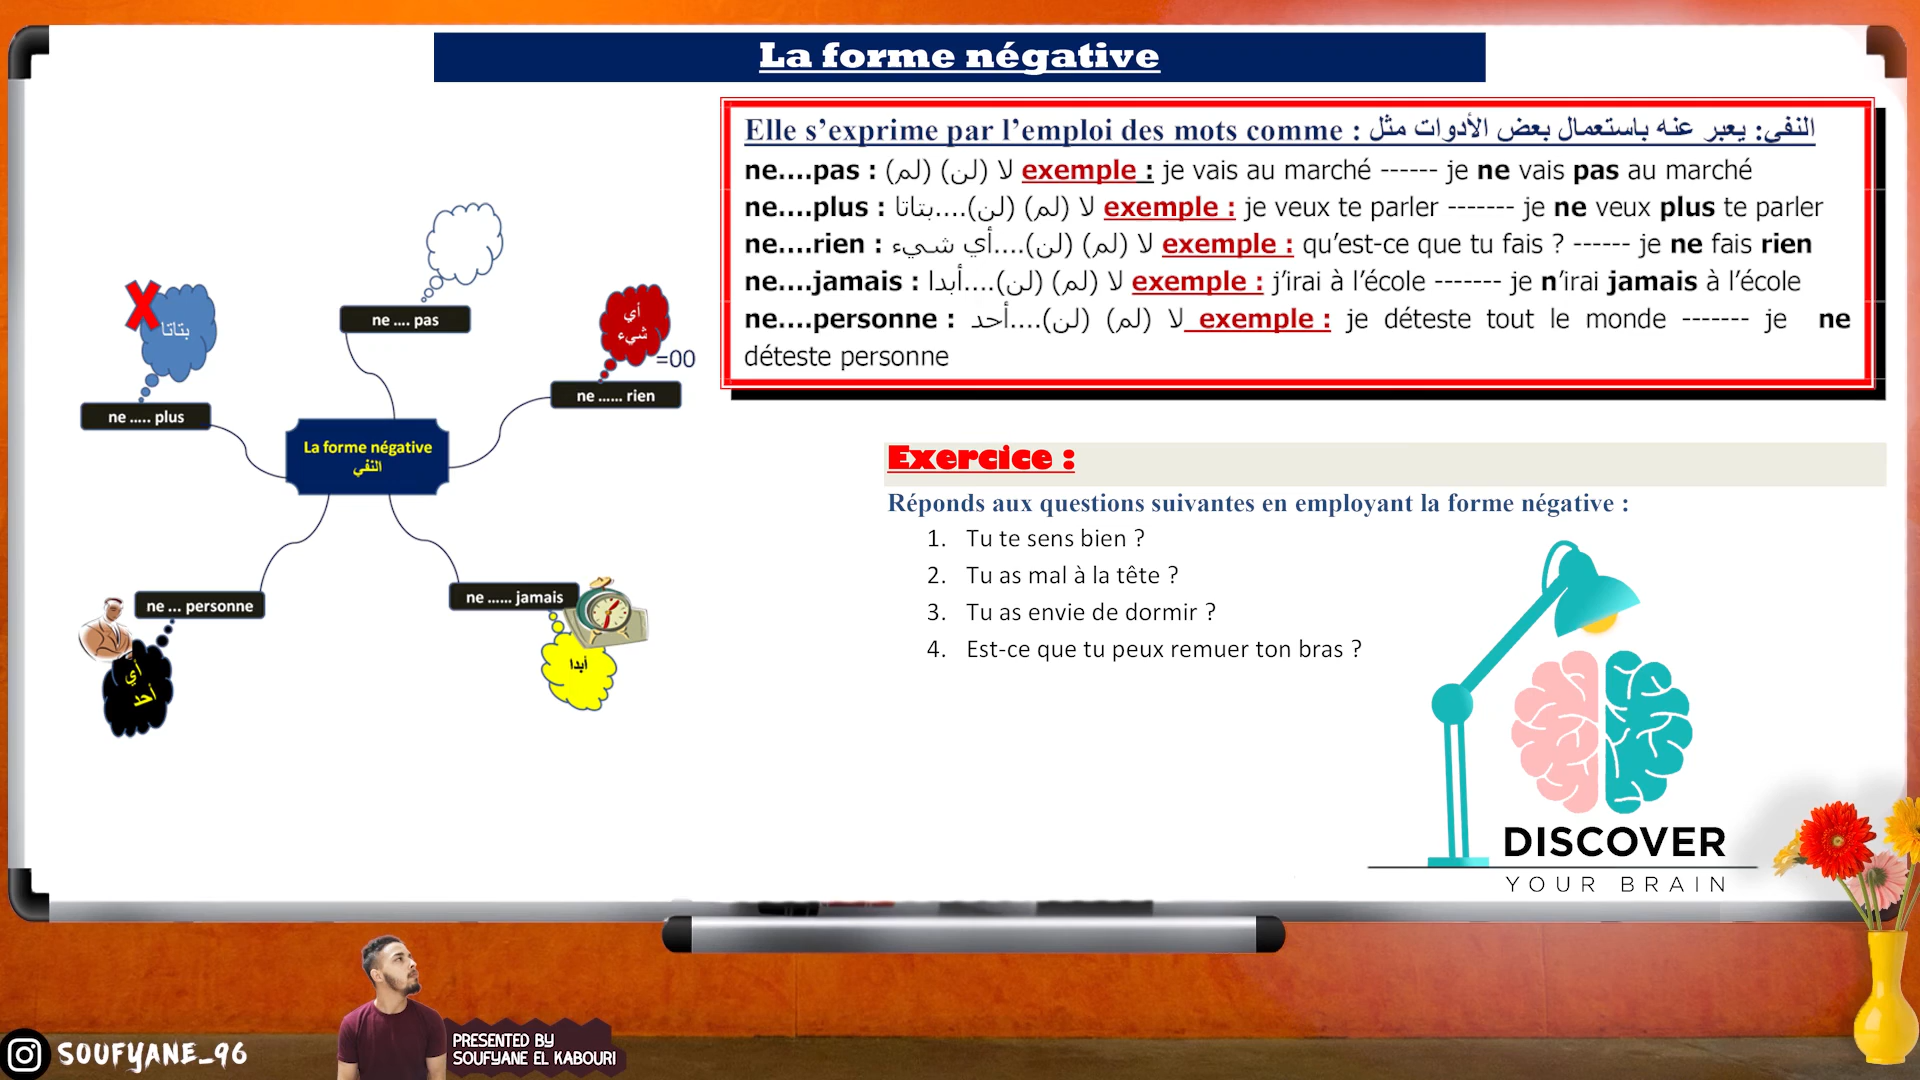 La forme négative
Elle s’exprime par l’emploi des mots comme : النفي: يعبر عنه باستعمال بعض الأدوات مثل
ne....pas : لا (لن) (لم) exemple : je vais au marché ------ je ne vais pas au marché
ne....plus : لا (لم) (لن)....بتاتا exemple : je veux te parler ------- je ne veux plus te parler
ne....rien : لا (لم) (لن)....أي شيء exemple : qu’est-ce que tu fais ? ------ je ne fais rien
ne....jamais : لا (لم) (لن)....أبدا exemple : j’irai à l’école ------- je n’irai jamais à l’école
ne....personne : لا (لم) (لن)....أحد exemple : je déteste tout le monde ------- je ne
déteste personne
ne .... pas
بتاتا
أي
شيء
=00
ne ...... rien
ne ..... plus
La forme négative
النفي
ne ... personne
ne ...... jamais
أبدا
أي
أحد
Exercice :
Réponds aux questions suivantes en employant la forme négative :
1. Tu te sens bien ?
2. Tu as mal à la tête ?
3. Tu as envie de dormir ?
4. Est-ce que tu peux remuer ton bras ?
DISCOVER
YOUR BRAIN
SOUFYANE_96
PRESENTED BY
SOUFYANE EL KABOURI